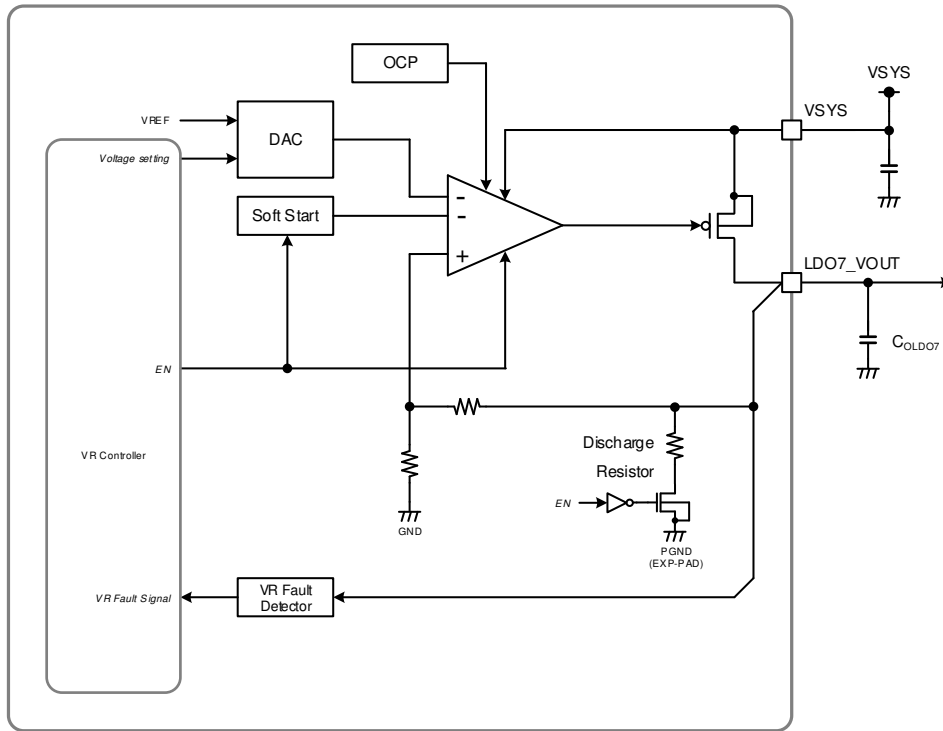 OCP
VSYS
VSYS
VREF
DAC
Voltage setting
Soft Start
-
-
+
LDO7_VOUT
COLDO7
EN
VR Controller
Discharge
Resistor
EN
GND
PGND
(EXP-PAD)
VR Fault Signal
VR Fault
Detector